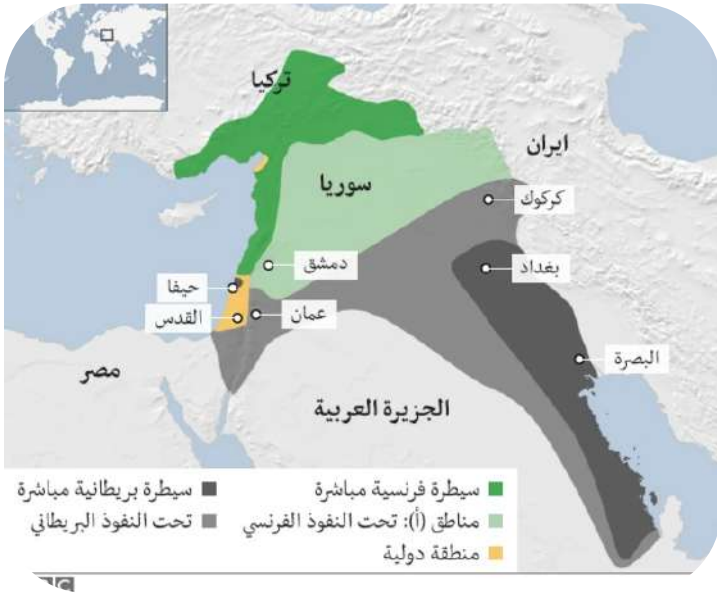 تركيا
ايران
سوريا
كركوك
دمشق
بغداد
حيفا
القدس
عمان
البصرة
مصر
الجزيرة العربية
سيطرة فرنسية مباشرة
سيطرة بريطانية مباشرة
مناطق (أ): تحت النفوذ الفرنسي
تحت النفوذ البريطاني
منطقة دولية